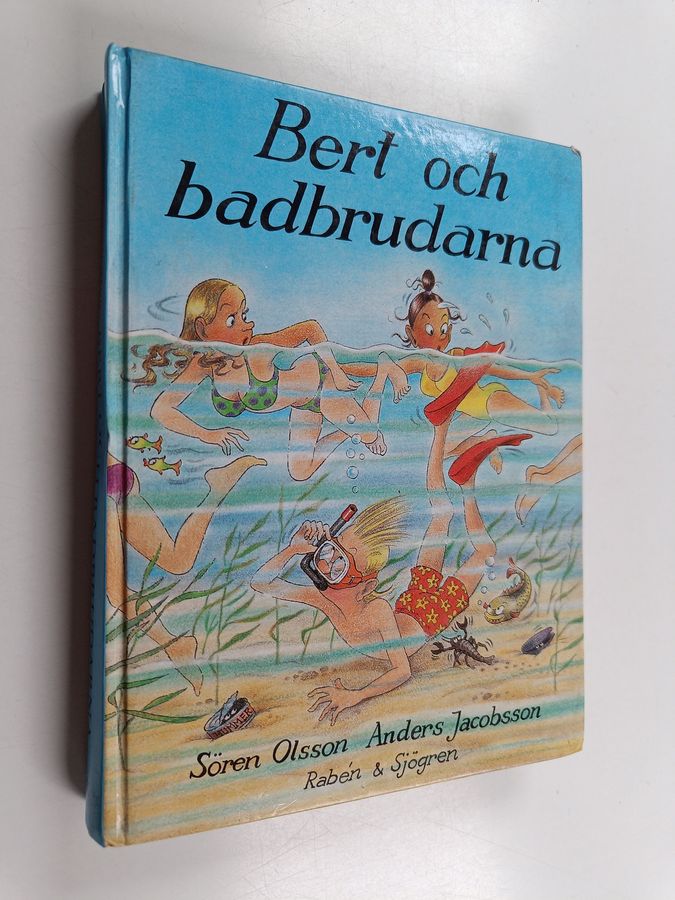 Bert och
badbrudarna
Sören Olsson Anders Jacobsson
Rabén & Sjögren